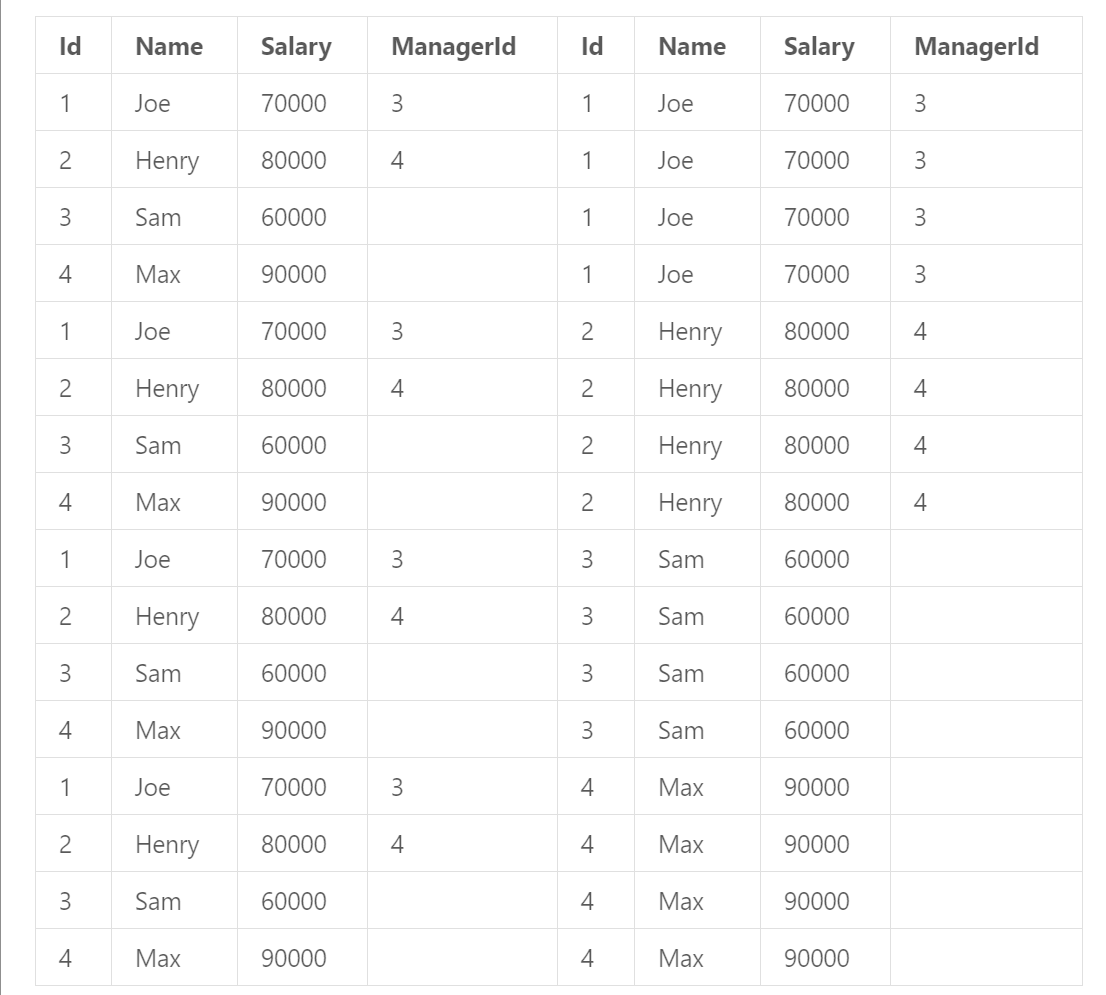 Id Name Salary ManagerId Id Name Salary ManagerId
1 Joe 70000 3 1 Joe 70000 3
2 Henry 80000 4 1 Joe 70000 3
3 Sam 60000 1 Joe 70000 3
4 Max 90000 1 Joe 70000 3
1 Joe 70000 3 2 Henry 80000 4
2 Henry 80000 4 2 Henry 80000 4
3 Sam 60000 2 Henry 80000 4
4 Max 90000 2 Henry 80000 4
1 Joe 70000 3 3 Sam 60000
2 Henry 80000 4 3 Sam 60000
3 Sam 60000 3 Sam 60000
4 Max 90000 3 Sam 60000
1 Joe 70000 3 4 Max 90000
2 Henry 80000 4 4 Max 90000
3 Sam 60000 4 Max 90000
4 Max 90000 4 Max 90000